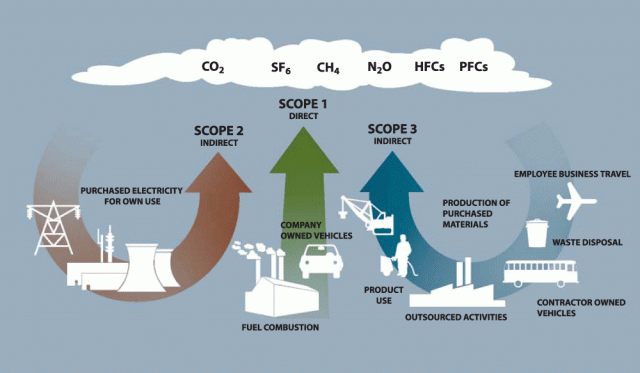 CO₂ SF₆ CH₄ N₂O HFCs PFCs
SCOPE 1
DIRECT
SCOPE 2
INDIRECT
SCOPE 3
INDIRECT
PURCHASED ELECTRICITY
FOR OWN USE
COMPANY
OWNED VEHICLES
FUEL COMBUSTION
PRODUCT
USE
PRODUCTION OF
PURCHASED
MATERIALS
OUTSOURCED ACTIVITIES
EMPLOYEE BUSINESS TRAVEL
WASTE DISPOSAL
CONTRACTOR OWNED
VEHICLES